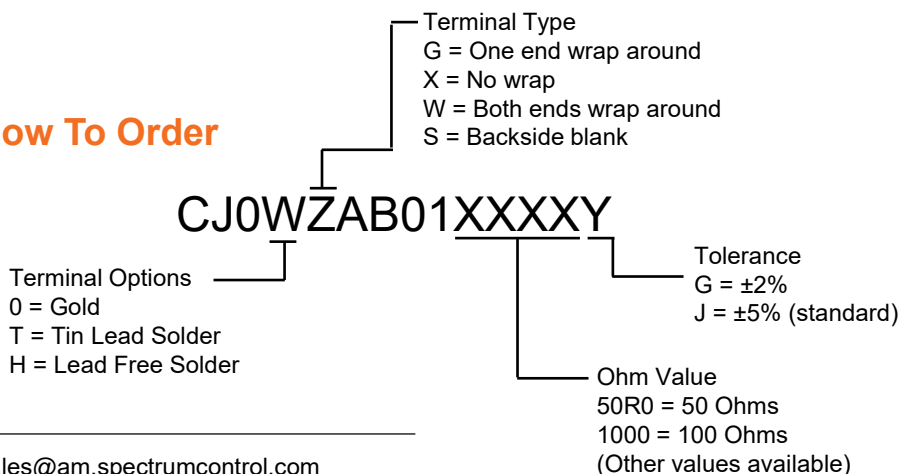 Terminal Type
G = One end wrap around
X = No wrap
W = Both ends wrap around
S = Backside blank
ow To Order
CJ0WZAB01XXXXY
Terminal Options
0 = Gold
T = Tin Lead Solder
H = Lead Free Solder
Tolerance
G = ±2%
J = ±5% (standard)
Ohm Value
50R0 = 50 Ohms
1000 = 100 Ohms
(Other values available)
les@am.spectrumcontrol.com